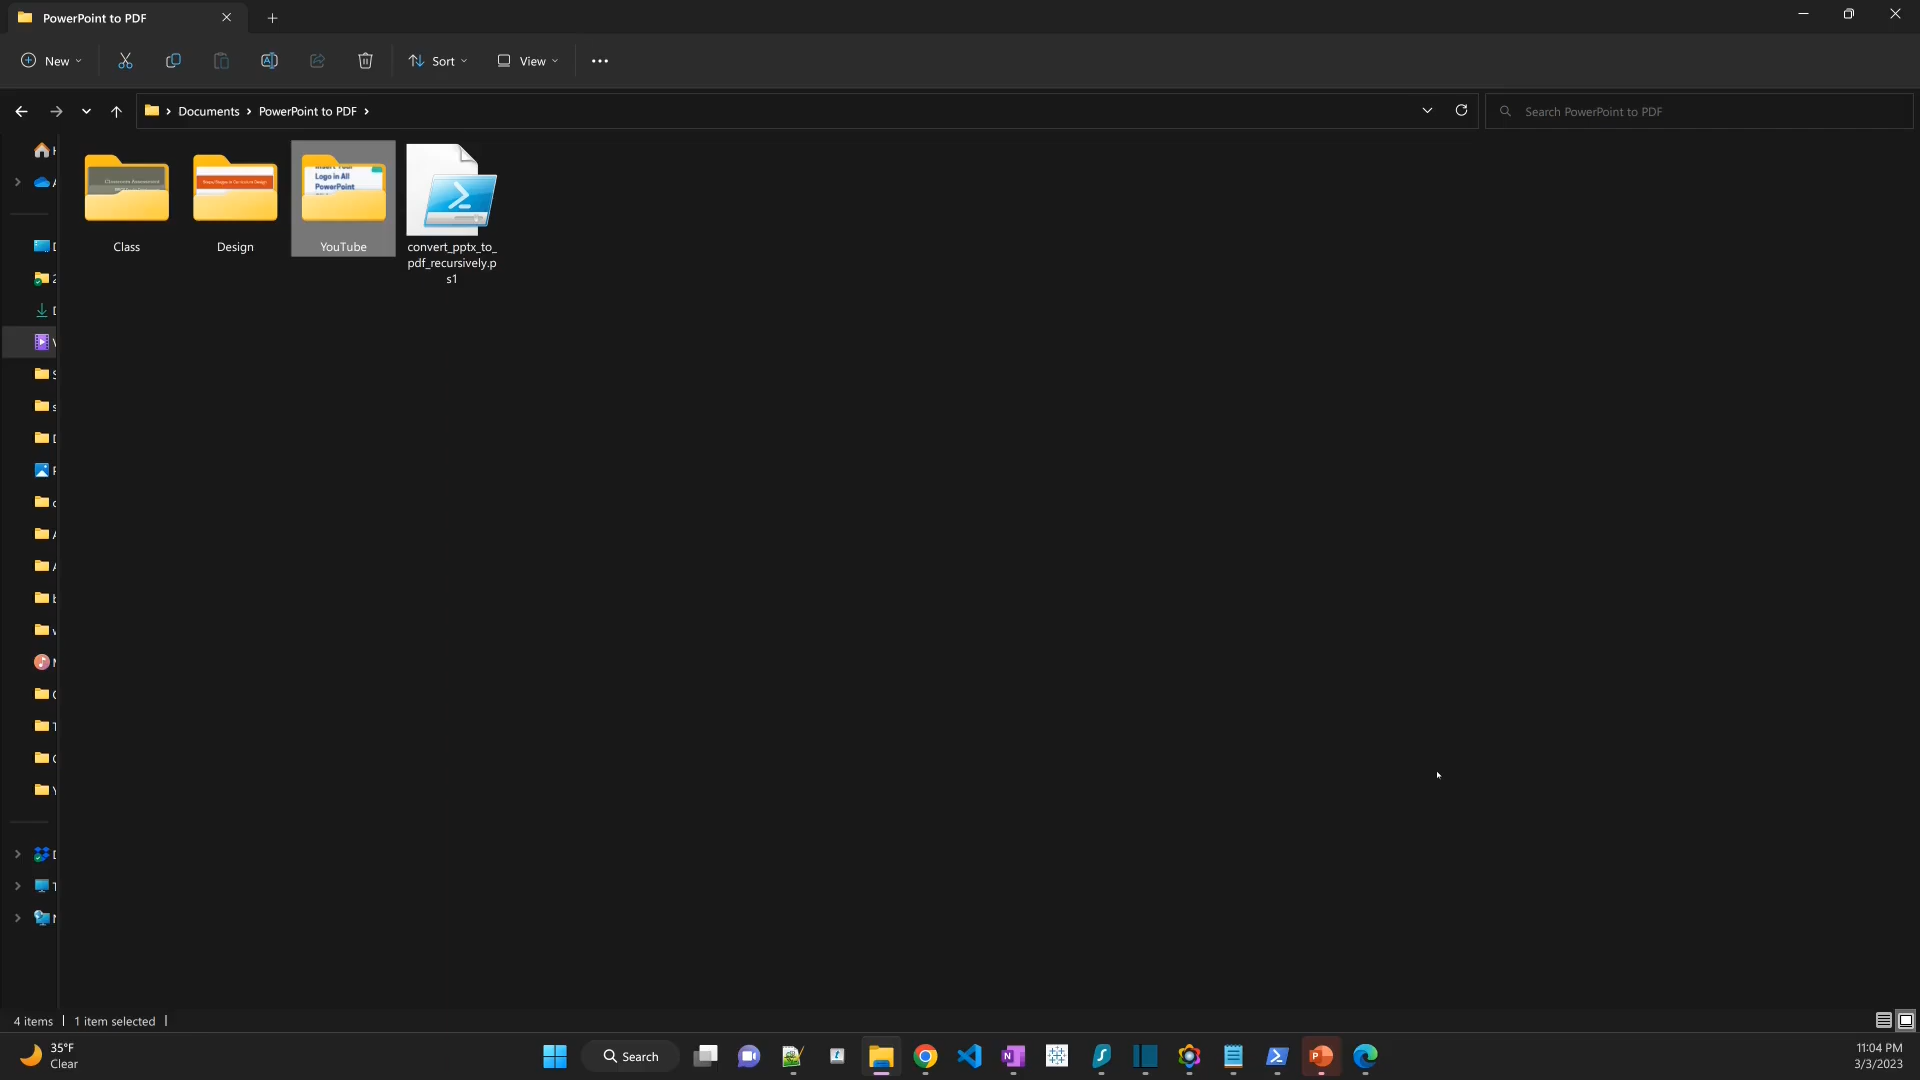 PowerPoint to PDF
New
Sort
View
Documents
PowerPoint to PDF
Search PowerPoint to PDF
Classroom Assessment
Logo in All
PowerPoint
Class
Design
YouTube
convert_pptx_to_
pdf_recursively.p
s1
4 items
1 item selected
35°F
Clear
Search
11:04 PM
3/3/2023